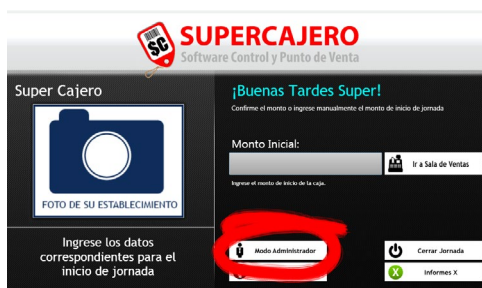 SC
SUPERCAJERO
Software Control y Punto de Venta
Super Cajero
FOTO DE SU ESTABLECIMIENTO
Ingrese los datos
correspondientes para el
inicio de jornada
¡Buenas Tardes Super!
Confirme el monto o ingrese manualmente el monto de inicio de jornada
Monto Inicial:
Ir a Sala de Ventas
Ingrese el monto de inicio de la caja.
Modo Administrador
Cerrar Jornada
X Informes X